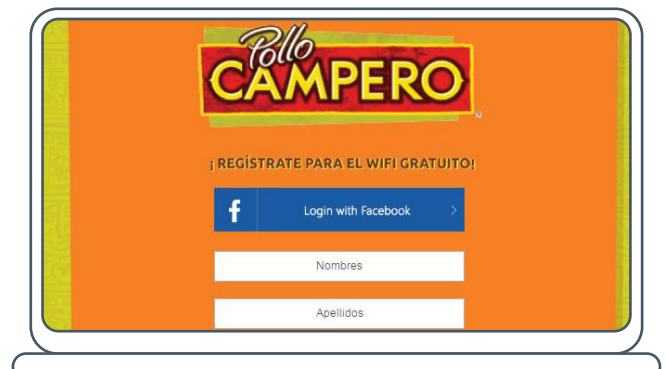 Pollo
CAMPERO
®
¡ REGÍSTRATE PARA EL WIFI GRATUITO!
f
Login with Facebook >
Nombres
Apellidos